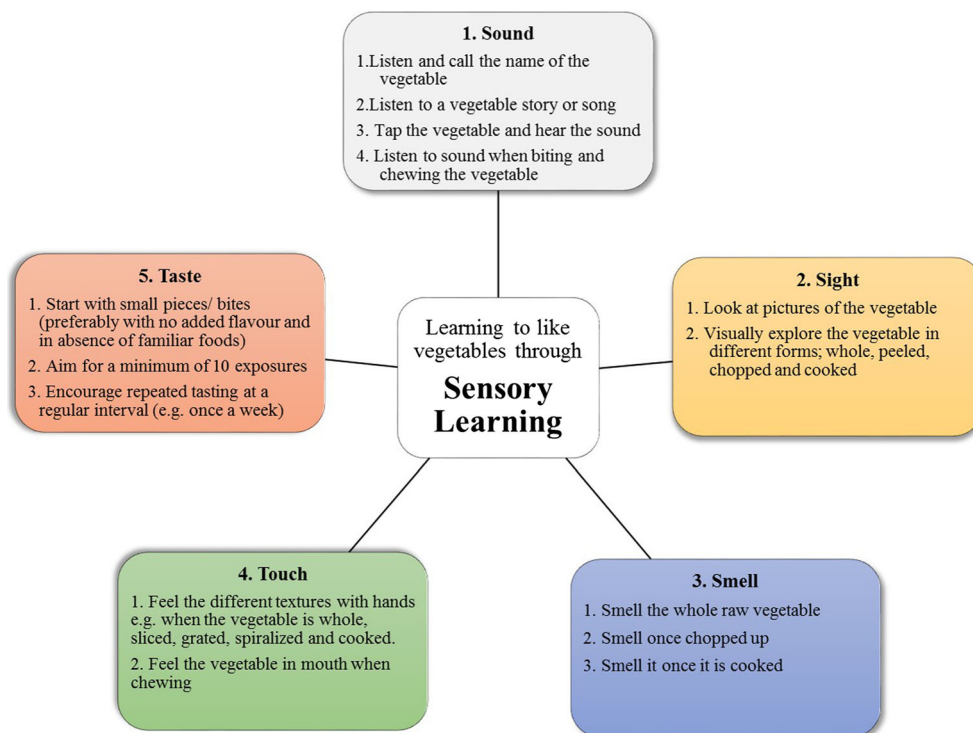 1. Sound
1.Listen and call the name of the
vegetable
2.Listen to a vegetable story or song
3. Tap the vegetable and hear the sound
4. Listen to sound when biting and
chewing the vegetable
Learning to like
vegetables through
Sensory
Learning
2. Sight
1. Look at pictures of the vegetable
2. Visually explore the vegetable in
different forms; whole, peeled,
chopped and cooked
3. Smell
1. Smell the whole raw vegetable
2. Smell once chopped up
3. Smell it once it is cooked
4. Touch
1. Feel the different textures with hands
e.g. when the vegetable is whole,
sliced, grated, spiralized and cooked.
2. Feel the vegetable in mouth when
chewing
5. Taste
1. Start with small pieces/ bites
(preferably with no added flavour and
in absence of familiar foods)
2. Aim for a minimum of 10 exposures
3. Encourage repeated tasting at a
regular interval (e.g. once a week)